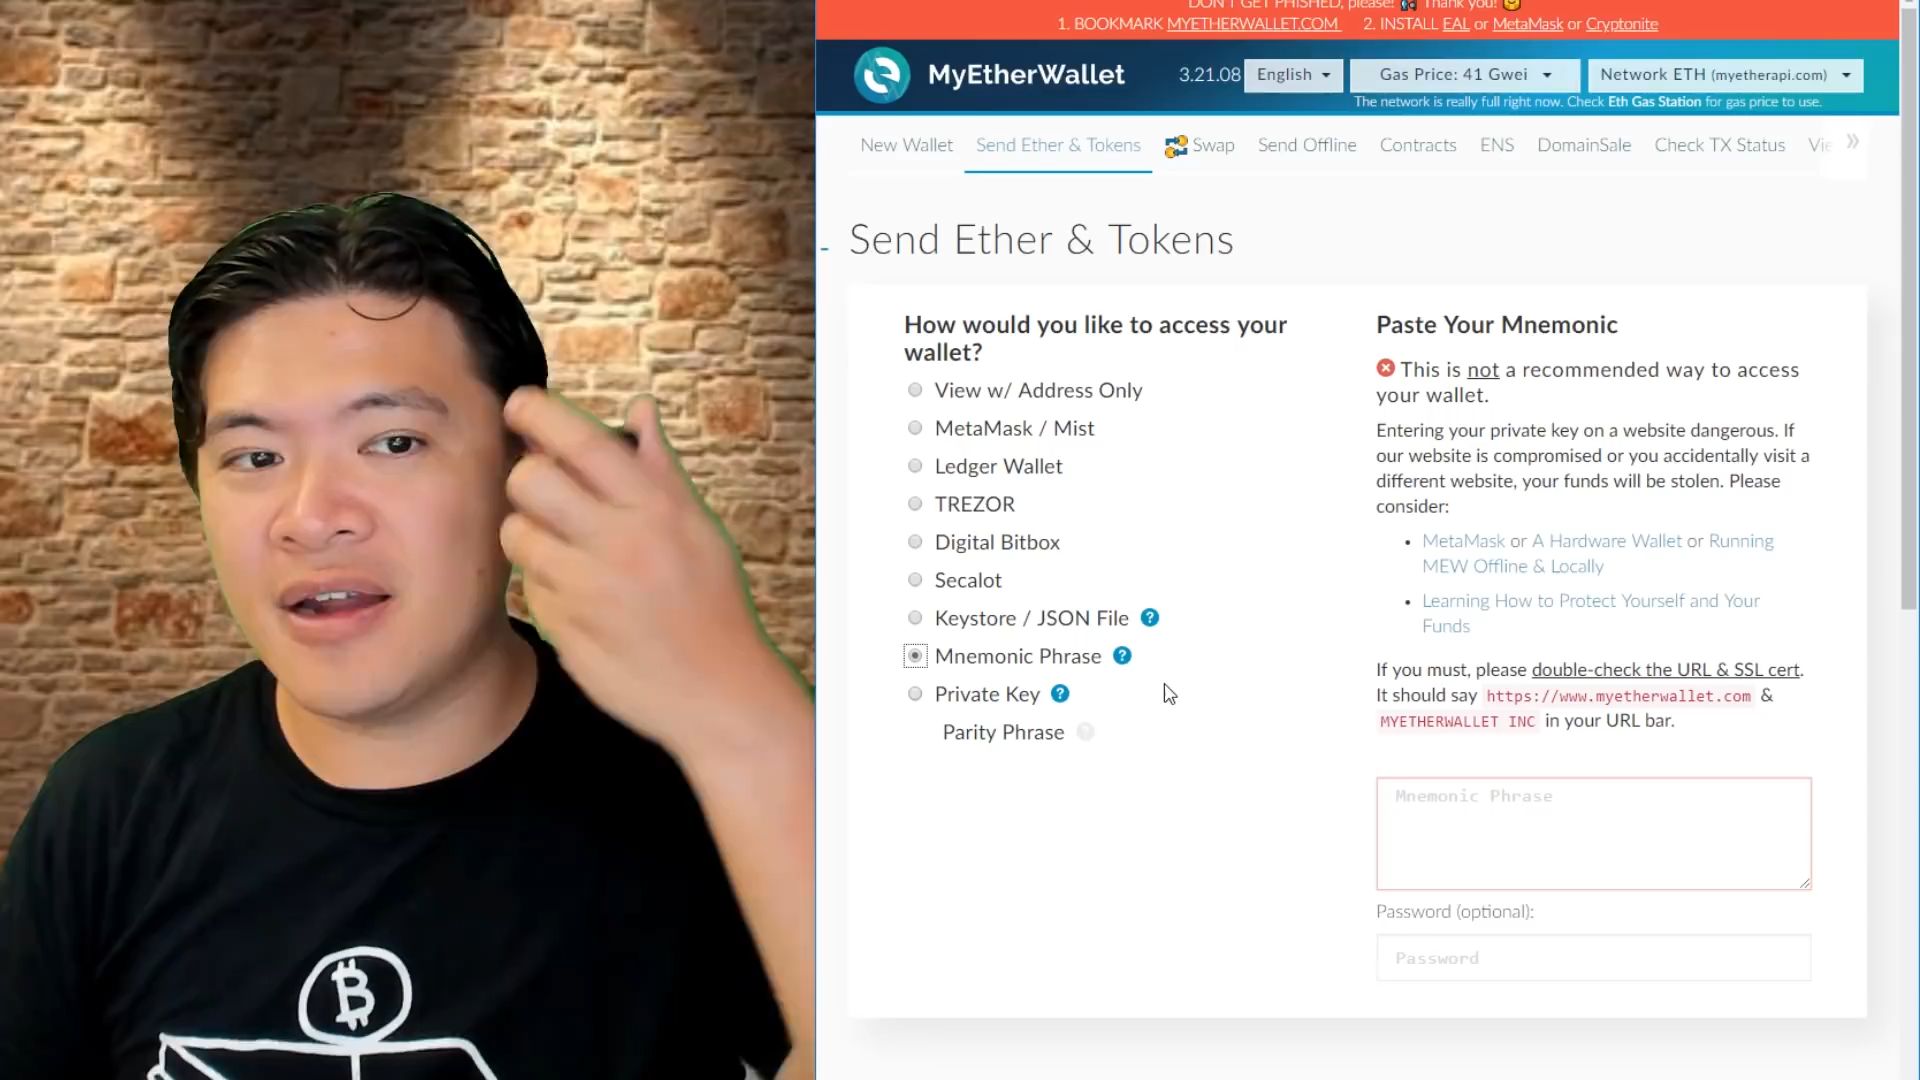 DON'T GET PHISHED, please! Thank you!
1. BOOKMARK MYETHERWALLET.COM 2. INSTALL EAL or MetaMask or Cryptonite
MyEtherWallet
3.21.08 English Gas Price: 41 Gwei Network ETH (myetherapi.com)
The network is really full right now. Check Eth Gas Station for gas price to use.
New Wallet Send Ether & Tokens Swap Send Offline Contracts ENS DomainSale Check TX Status Vie »
Send Ether & Tokens
How would you like to access your
wallet?
View w/ Address Only
MetaMask / Mist
Ledger Wallet
TREZOR
Digital Bitbox
Secalot
Keystore / JSON File ?
Mnemonic Phrase ?
Private Key ?
Parity Phrase ?
Paste Your Mnemonic
This is not a recommended way to access
your wallet.
Entering your private key on a website dangerous. If
our website is compromised or you accidentally visit a
different website, your funds will be stolen. Please
consider:
• MetaMask or A Hardware Wallet or Running
MEW Offline & Locally
• Learning How to Protect Yourself and Your
Funds
If you must, please double-check the URL & SSL cert.
It should say https://www.myetherwallet.com &
MYETHERWALLET INC in your URL bar.
Mnemonic Phrase
Password (optional):
Password